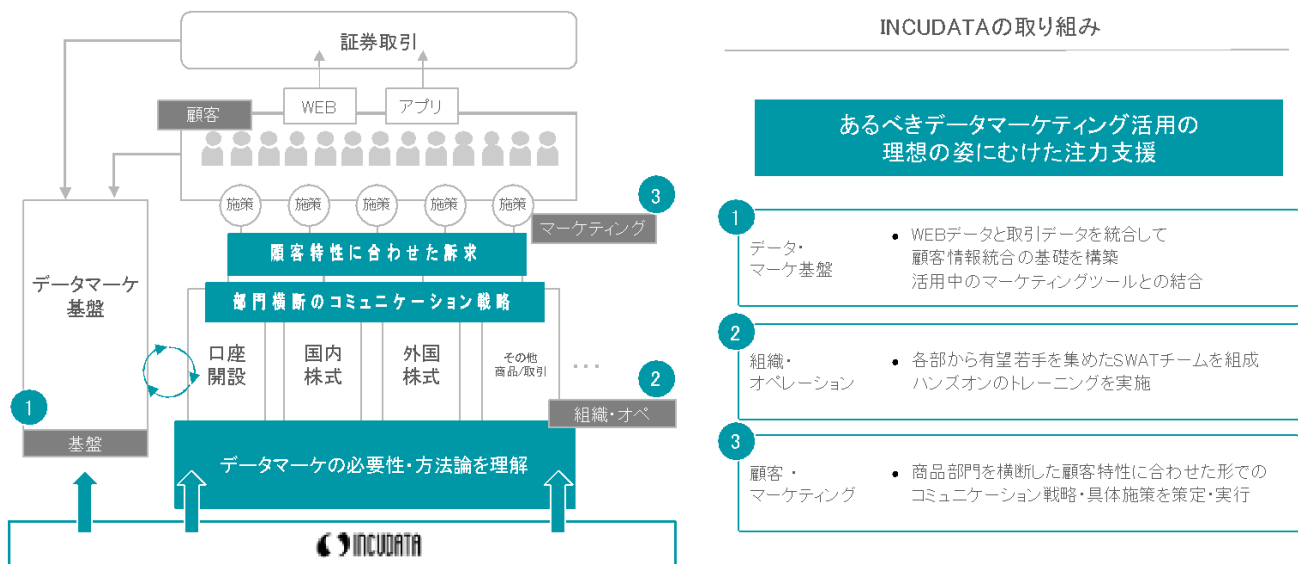 証券取引
顧客
WEB
アプリ
施策
施策
施策
施策
施策
3
マーケティング
顧客特性に合わせた訴求
部門横断のコミュニケーション戦略
データマーケ
基盤
口座
開設
国内
株式
外国
株式
その他
商品/取引
...
2
組織・オペ
1
基盤
データマーケの必要性・方法論を理解
INCUDATA
INCUDATAの取り組み
あるべきデータマーケティング活用の
理想の姿にむけた注力支援
1
データ・
マーケ基盤
• WEBデータと取引データを統合して
顧客情報統合の基礎を構築
活用中のマーケティングツールとの結合
2
組織・
オペレーション
• 各部から有望若手を集めたSWATチームを組成
ハンズオンのトレーニングを実施
3
顧客・
マーケティング
• 商品部門を横断した顧客特性に合わせた形での
コミュニケーション戦略・具体施策を策定・実行